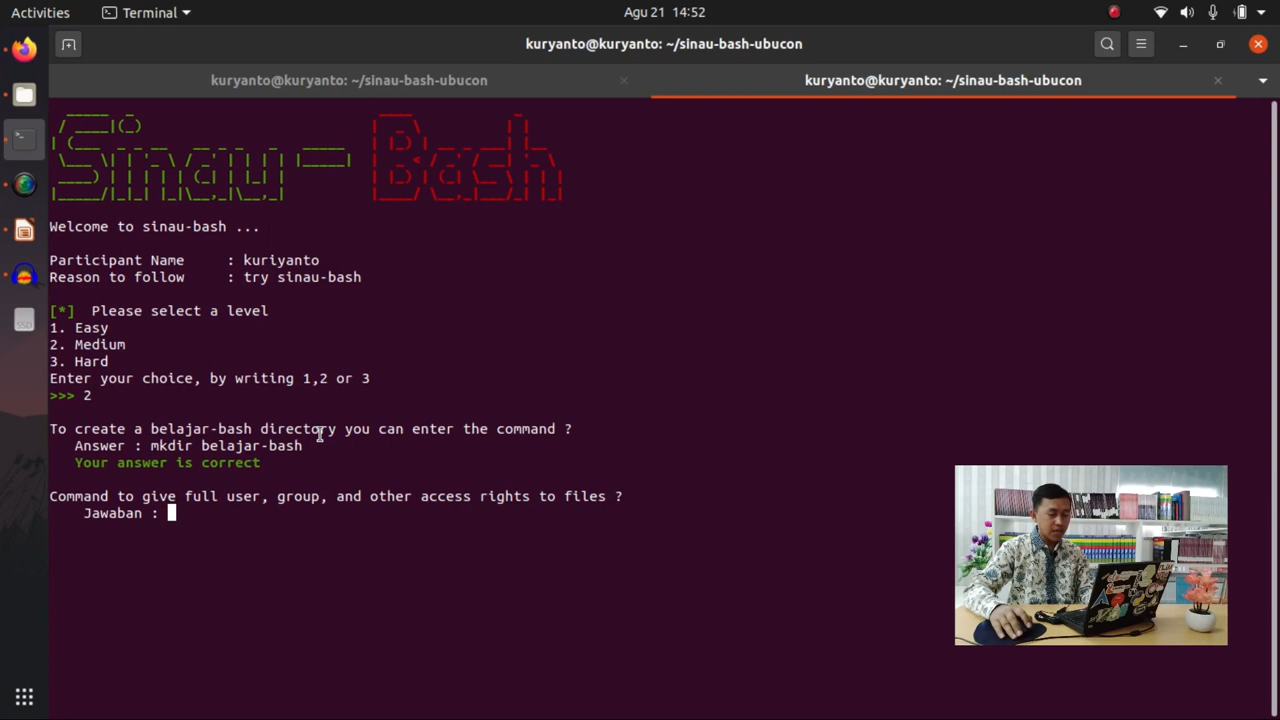 Activities
Terminal
Agu 21 14:52
kuryanto@kuryanto: ~/sinau-bash-ubucon
kuryanto@kuryanto: ~/sinau-bash-ubucon
kuryanto@kuryanto: ~/sinau-bash-ubucon
Sinau - Bash
Welcome to sinau-bash ...
Participant Name : kuriyanto
Reason to follow : try sinau-bash
[*] Please select a level
1. Easy
2. Medium
3. Hard
Enter your choice, by writing 1,2 or 3
>>> 2
To create a belajar-bash directory you can enter the command ?
Answer : mkdir belajar-bash
Your answer is correct
Command to give full user, group, and other access rights to files ?
Jawaban :
SSD